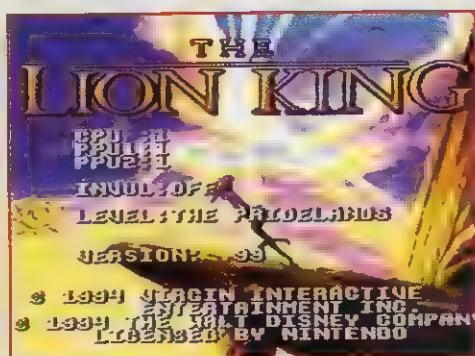 THE
LION KING
CPU :1
PPU1:1
PPU2:1
INVUL:OFF
LEVEL:THE PRIDELANDS
VERSION:
© 1994 VIRGIN INTERACTIVE
ENTERTAINMENT INC.
© 1994 THE WALT DISNEY COMPANY
LICENSED BY NINTENDO